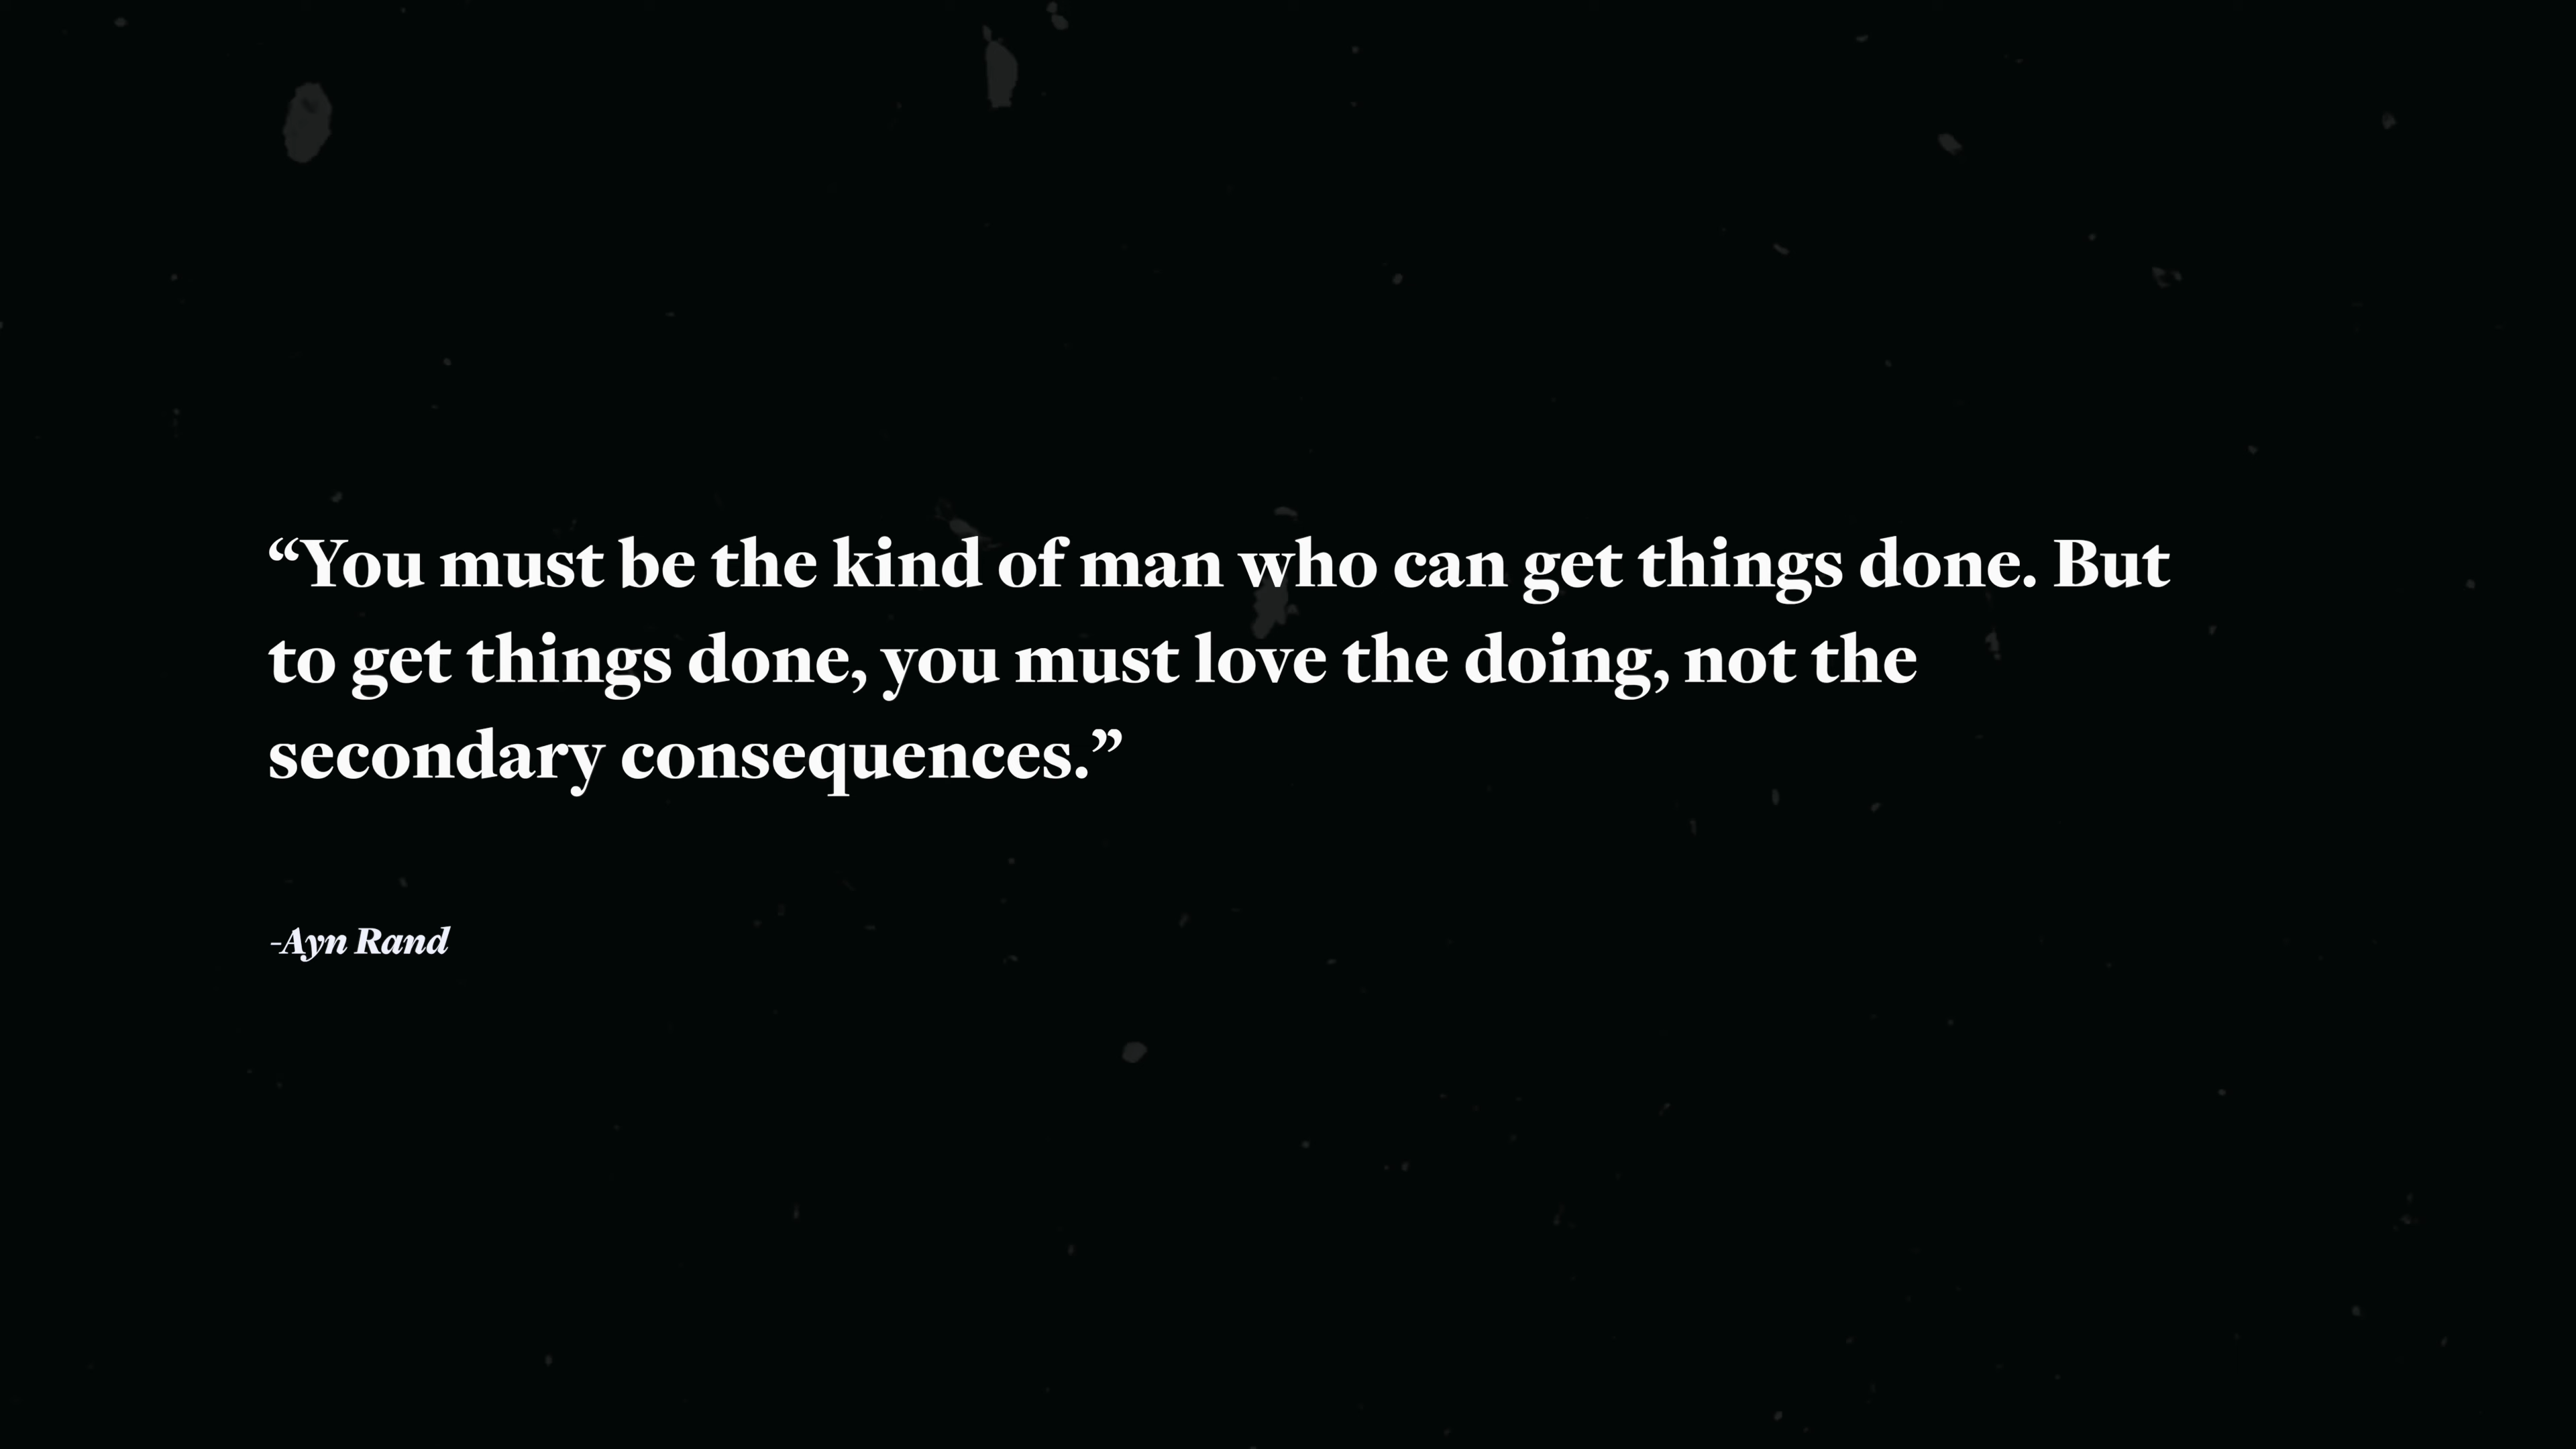 “You must be the kind of man who can get things done. But
to get things done, you must love the doing, not the
secondary consequences.”
-Ayn Rand